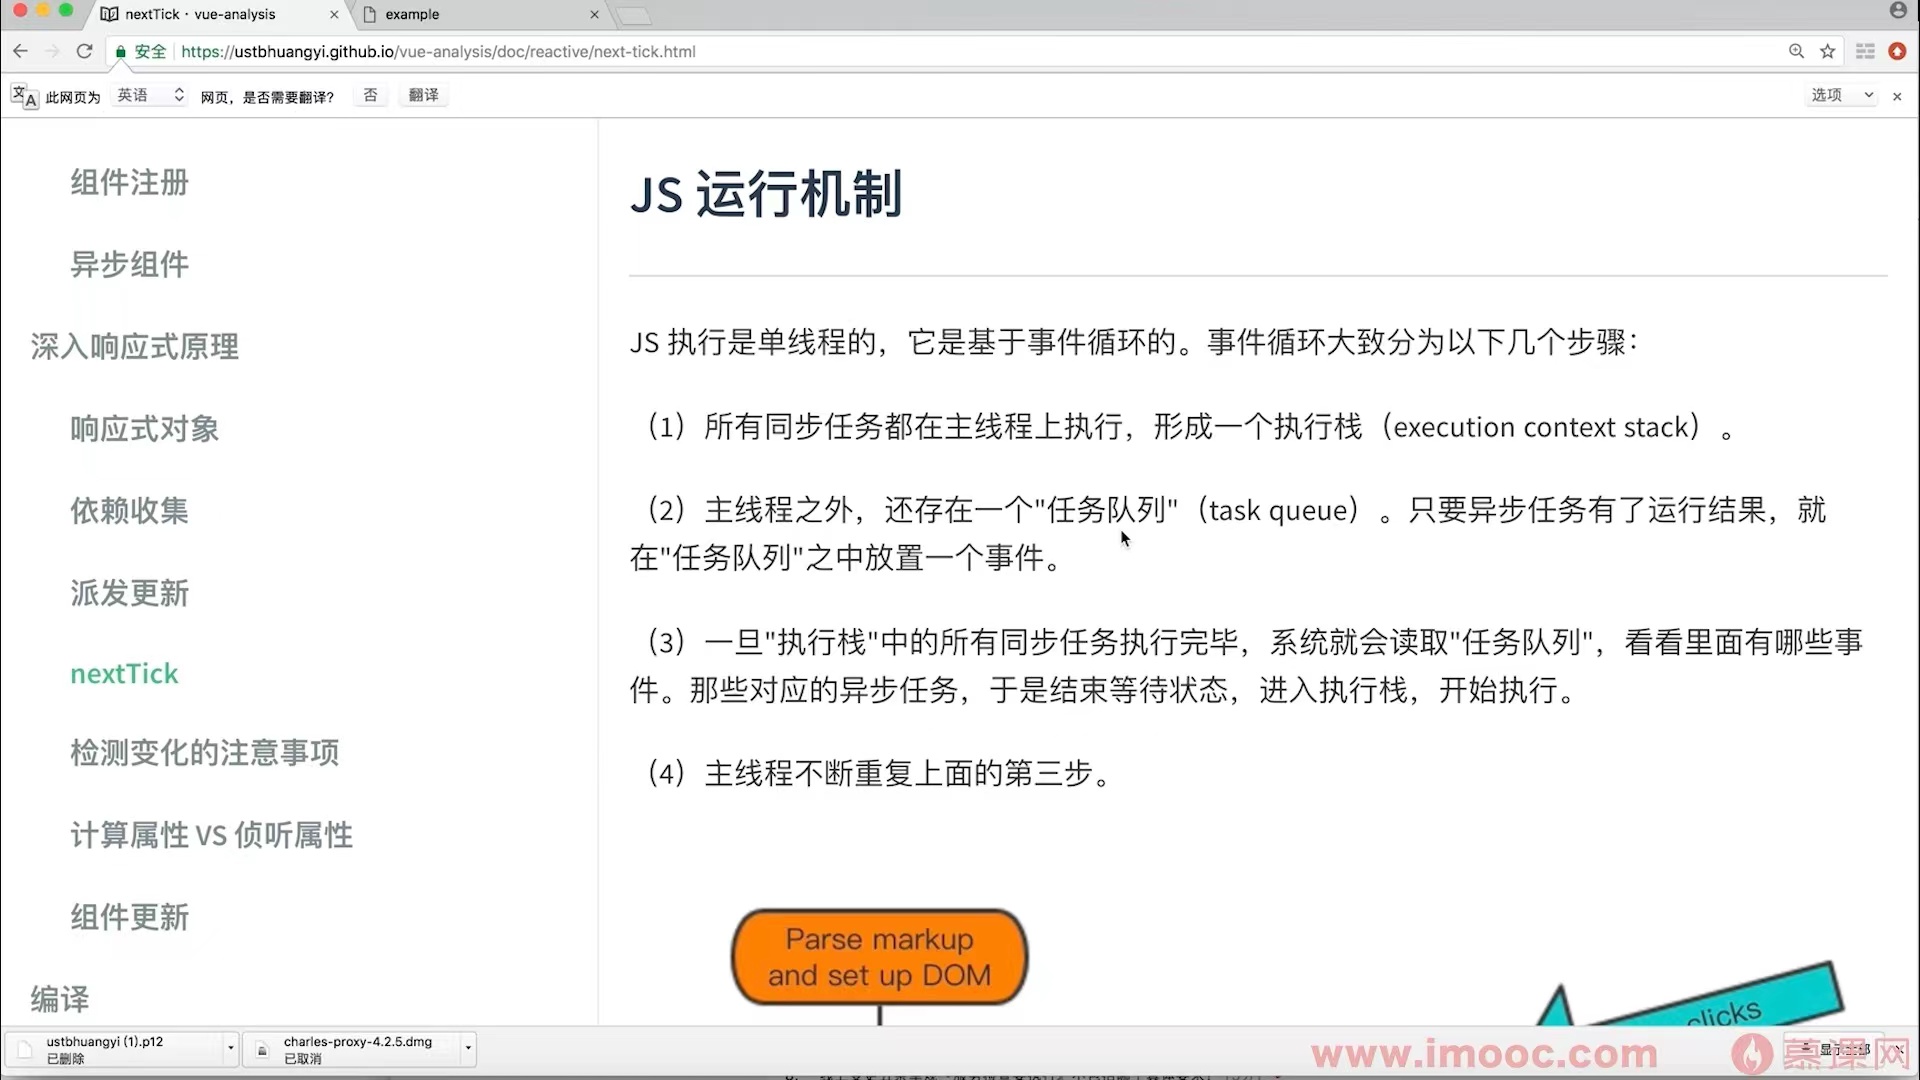 nextTick · vue-analysis
example
安全
https://ustbhuangyi.github.io/vue-analysis/doc/reactive/next-tick.html
此网页为 英语 网页，是否需要翻译？ 否 翻译 选项
组件注册
异步组件
深入响应式原理
响应式对象
依赖收集
派发更新
nextTick
检测变化的注意事项
计算属性 VS 侦听属性
组件更新
编译
JS 运行机制
JS 执行是单线程的，它是基于事件循环的。事件循环大致分为以下几个步骤：
（1）所有同步任务都在主线程上执行，形成一个执行栈（execution context stack）。
（2）主线程之外，还存在一个"任务队列"（task queue）。只要异步任务有了运行结果，就
在"任务队列"之中放置一个事件。
（3）一旦"执行栈"中的所有同步任务执行完毕，系统就会读取"任务队列"，看看里面有哪些事
件。那些对应的异步任务，于是结束等待状态，进入执行栈，开始执行。
（4）主线程不断重复上面的第三步。
Parse markup
and set up DOM
clicks
ustbhuangyi (1).p12
已删除
charles-proxy-4.2.5.dmg
已取消
www.imooc.com
慕课网
显示全部